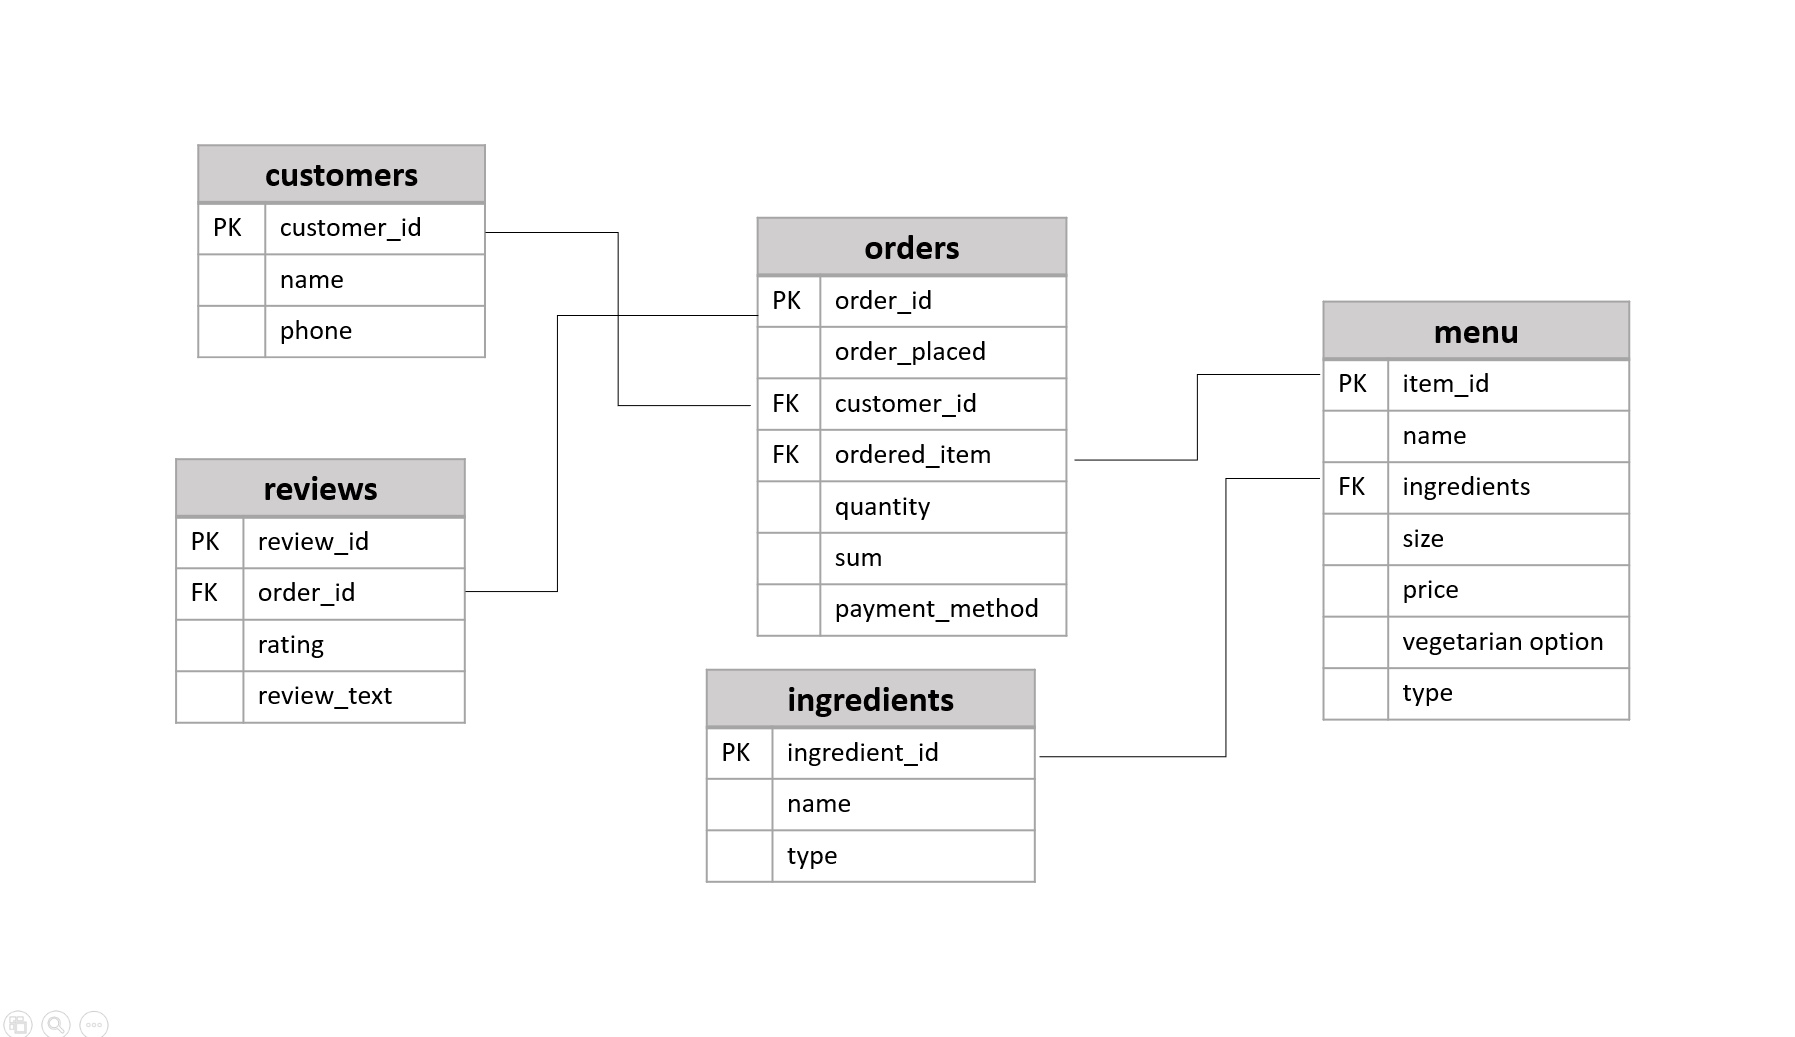 customers
PK customer_id
name
phone
reviews
PK review_id
FK order_id
rating
review_text
orders
PK order_id
order_placed
FK customer_id
FK ordered_item
quantity
sum
payment_method
ingredients
PK ingredient_id
name
type
menu
PK item_id
name
FK ingredients
size
price
vegetarian option
type